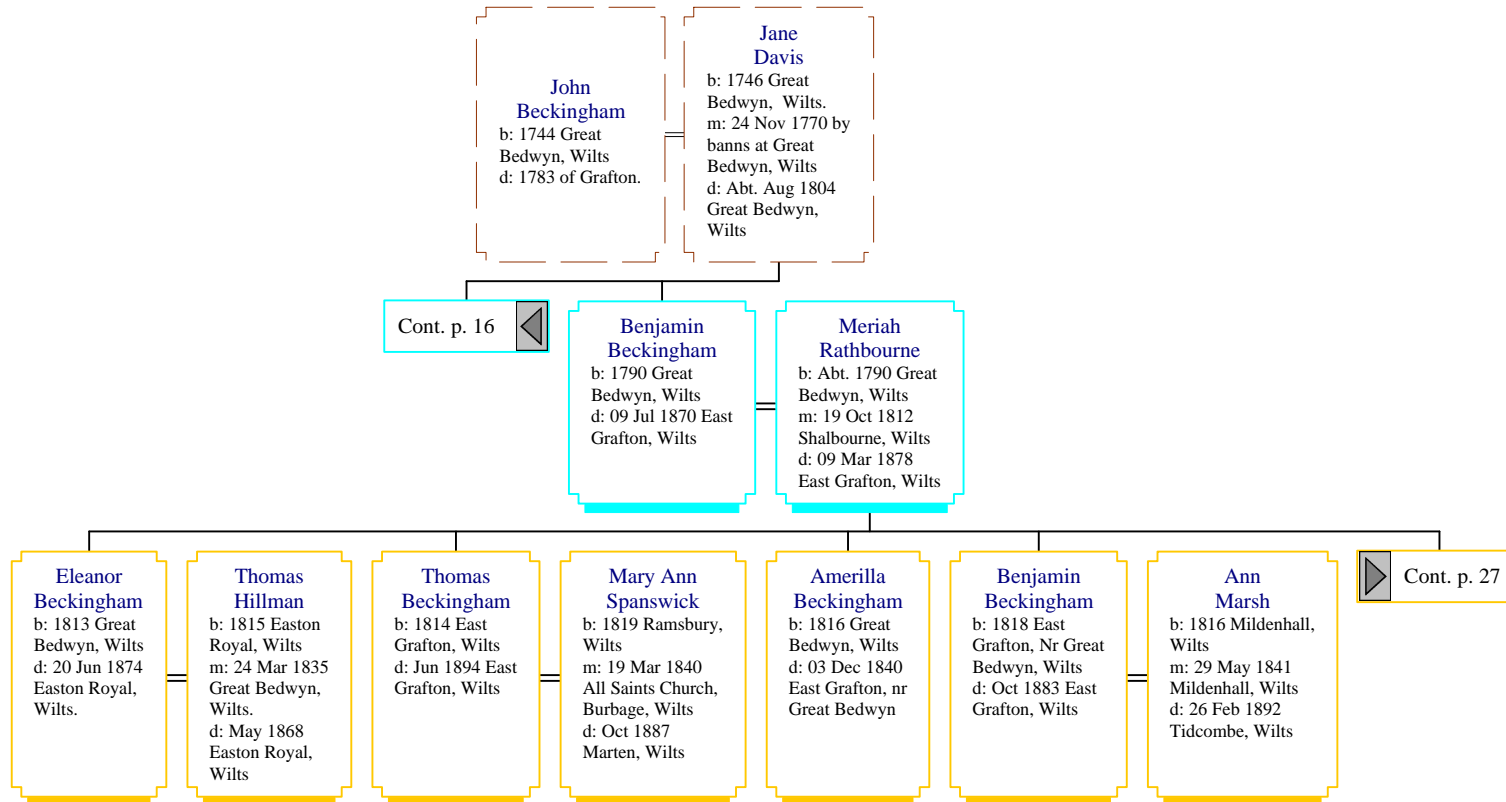 John
Beckingham
b: 1744 Great
Bedwyn, Wilts
d: 1783 of Grafton.
Jane
Davis
b: 1746 Great
Bedwyn,  Wilts.
m: 24 Nov 1770 by
banns at Great
Bedwyn, Wilts
d: Abt. Aug 1804
Great Bedwyn,
Wilts
Cont. p. 16
Benjamin
Beckingham
b: 1790 Great
Bedwyn, Wilts
d: 09 Jul 1870 East
Grafton, Wilts
Meriah
Rathbourne
b: Abt. 1790 Great
Bedwyn, Wilts
m: 19 Oct 1812
Shalbourne, Wilts
d: 09 Mar 1878
East Grafton, Wilts
Eleanor
Beckingham
b: 1813 Great
Bedwyn, Wilts
d: 20 Jun 1874
Easton Royal,
Wilts.
Thomas
Hillman
b: 1815 Easton
Royal, Wilts
m: 24 Mar 1835
Great Bedwyn,
Wilts.
d: May 1868
Easton Royal,
Wilts
Thomas
Beckingham
b: 1814 East
Grafton, Wilts
d: Jun 1894 East
Grafton, Wilts
Mary Ann
Spanswick
b: 1819 Ramsbury,
Wilts
m: 19 Mar 1840
All Saints Church,
Burbage, Wilts
d: Oct 1887
Marten, Wilts
Amerilla
Beckingham
b: 1816 Great
Bedwyn, Wilts
d: 03 Dec 1840
East Grafton, nr
Great Bedwyn
Benjamin
Beckingham
b: 1818 East
Grafton, Nr Great
Bedwyn, Wilts
d: Oct 1883 East
Grafton, Wilts
Ann
Marsh
b: 1816 Mildenhall,
Wilts
m: 29 May 1841
Mildenhall, Wilts
d: 26 Feb 1892
Tidcombe, Wilts
Cont. p. 27